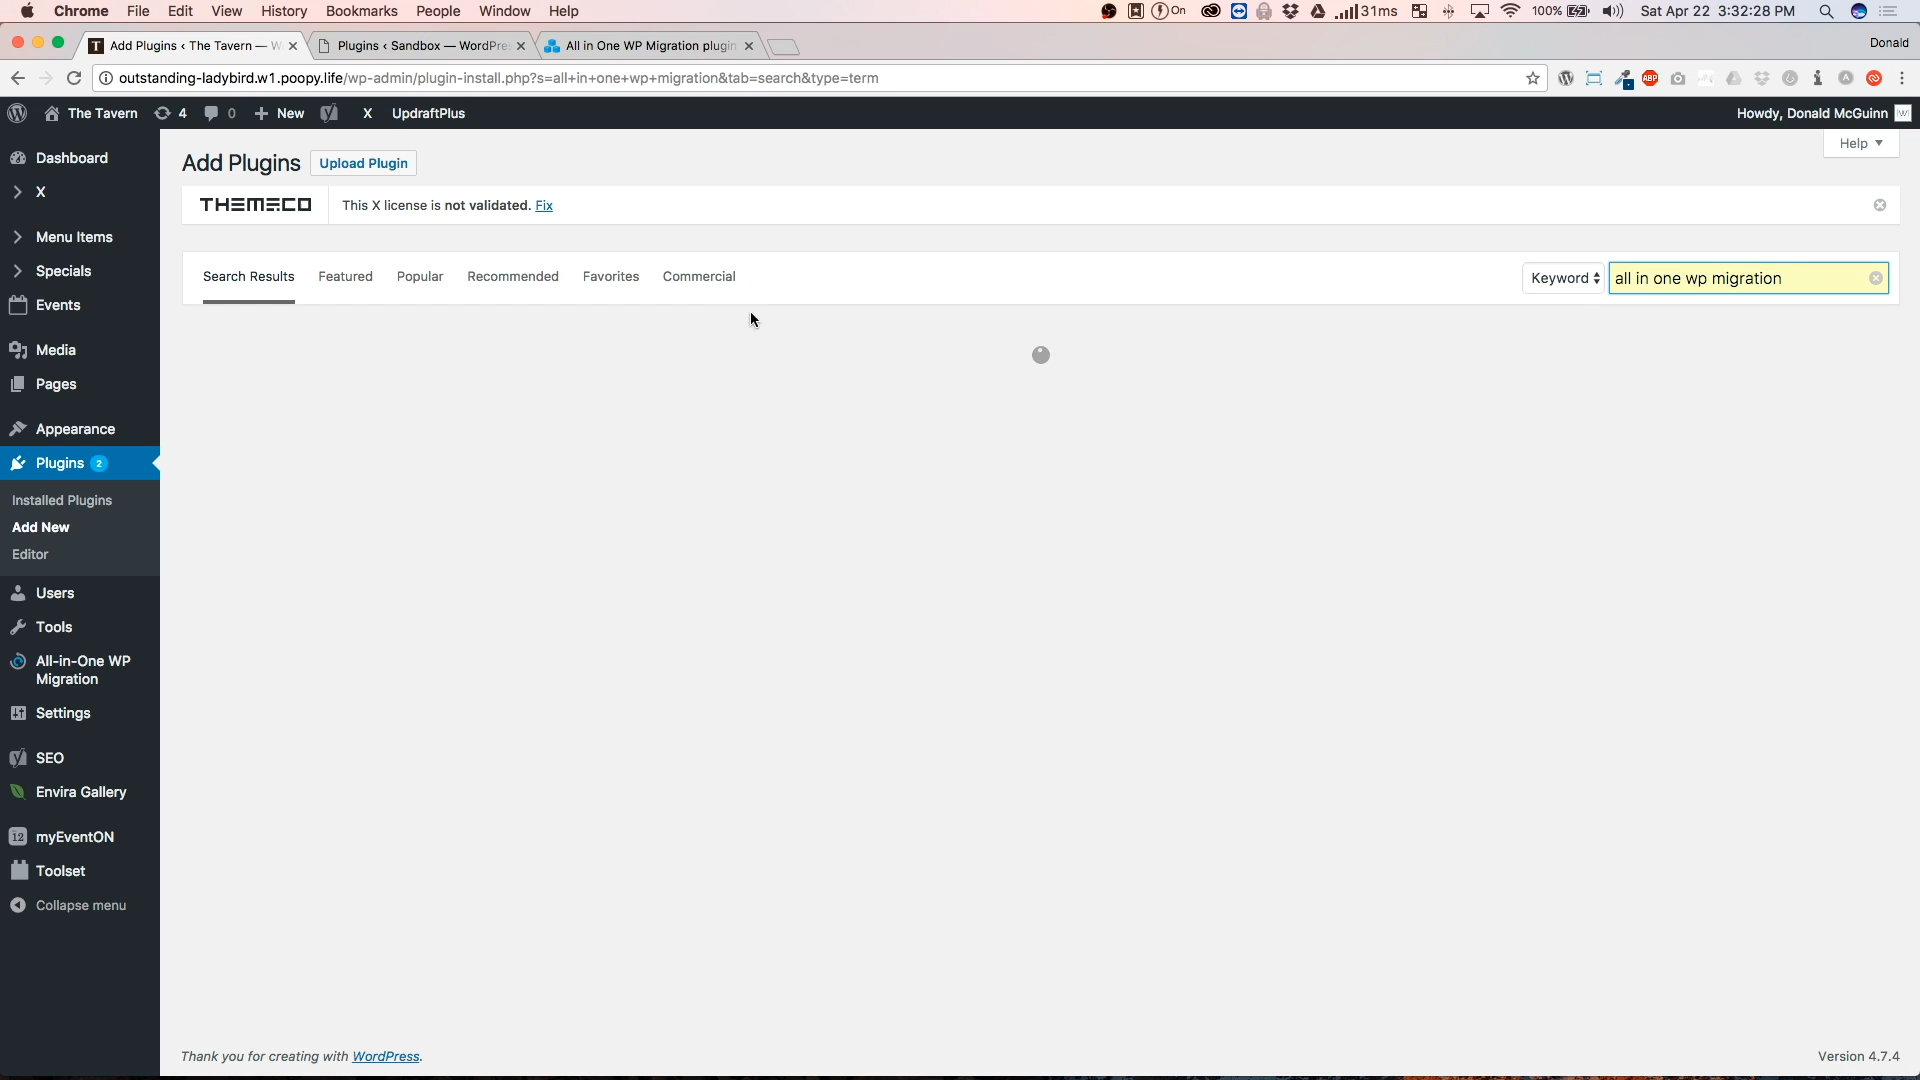 Chrome File Edit View History Bookmarks People Window Help On 31ms 100% Sat Apr 22 3:32:28 PM
Add Plugins ‹ The Tavern — W Plugins ‹ Sandbox — WordPre All in One WP Migration plugin Donald
outstanding-ladybird.w1.poopy.life/wp-admin/plugin-install.php?s=all+in+one+wp+migration&tab=search&type=term ABP
The Tavern 4 0 New X UpdraftPlus Howdy, Donald McGuinn
Help
Dashboard
Add Plugins Upload Plugin
X
THEMECO This X license is not validated. Fix
Menu Items
Specials
Search Results Featured Popular Recommended Favorites Commercial Keyword all in one wp migration
Events
Media
Pages
Appearance
Plugins 2
Installed Plugins
Add New
Editor
Users
Tools
All-in-One WP
Migration
Settings
SEO
Envira Gallery
12 myEventON
Toolset
Collapse menu
Thank you for creating with WordPress. Version 4.7.4